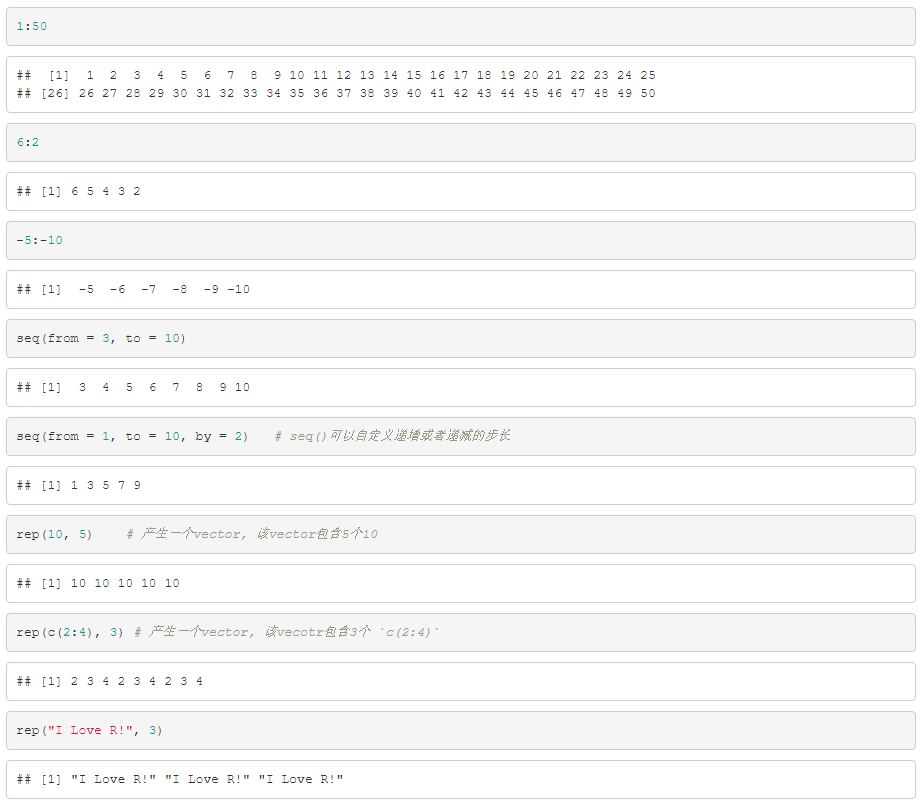 1:50
##  [1]  1  2  3  4  5  6  7  8  9 10 11 12 13 14 15 16 17 18 19 20 21 22 23 24 25
## [26] 26 27 28 29 30 31 32 33 34 35 36 37 38 39 40 41 42 43 44 45 46 47 48 49 50
6:2
## [1] 6 5 4 3 2
-5:-10
## [1]  -5  -6  -7  -8  -9 -10
seq(from = 3, to = 10)
## [1]  3  4  5  6  7  8  9 10
seq(from = 1, to = 10, by = 2)   # seq()可以自定义递增或者递减的步长
## [1] 1 3 5 7 9
rep(10, 5)    # 产生一个vector, 该vector包含5个10
## [1] 10 10 10 10 10
rep(c(2:4), 3) # 产生一个vector, 该vecotr包含3个 `c(2:4)`
## [1] 2 3 4 2 3 4 2 3 4
rep("I Love R!", 3)
## [1] "I Love R!" "I Love R!" "I Love R!"